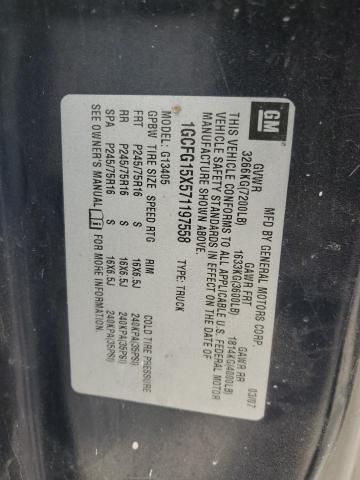 GM
MFD BY GENERAL MOTORS CORP.
03/07
GVWR
GAWR FRT
GAWR RR
3266KG(7200LB)
1633KG(3600LB)
1814KG(4000LB)
THIS VEHICLE CONFORMS TO ALL APPLICABLE U.S. FEDERAL MOTOR
VEHICLE SAFETY STANDARDS IN EFFECT ON THE DATE OF
MANUFACTURE SHOWN ABOVE.
1GCFG15X571197558
TYPE: TRUCK
MODEL: G13405
GPBW TIRE SIZE SPEED RTG RIM COLD TIRE PRESSURE
FRT P245/75R16 S 16X6.5J 240KPA(35PSI)
RR P245/75R16 S 16X6.5J 240KPA(35PSI)
SPA P245/75R16 S 16X6.5J 240KPA(35PSI)
SEE OWNER'S MANUAL